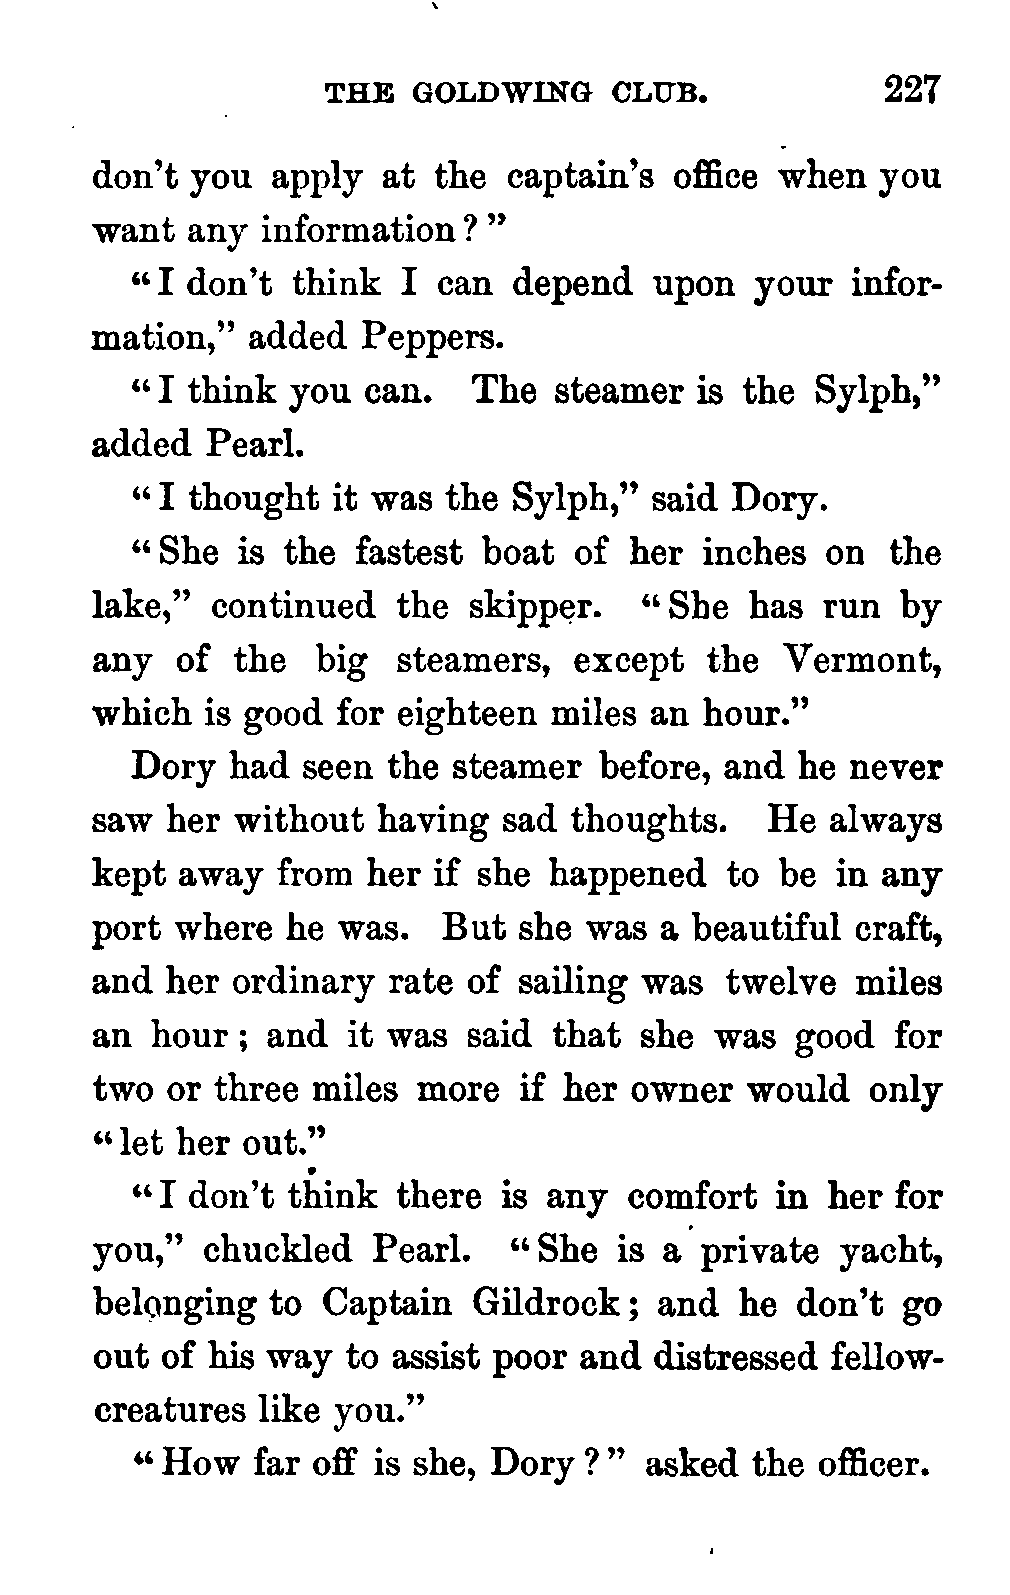 THE GOLDWING CLUB. 227
don't you apply at the captain's office when you
want any information?"
"I don't think I can depend upon your infor-
mation," added Peppers.
"I think you can. The steamer is the Sylph,"
added Pearl.
"I thought it was the Sylph," said Dory.
"She is the fastest boat of her inches on the
lake," continued the skipper. "She has run by
any of the big steamers, except the Vermont,
which is good for eighteen miles an hour."
Dory had seen the steamer before, and he never
saw her without having sad thoughts. He always
kept away from her if she happened to be in any
port where he was. But she was a beautiful craft,
and her ordinary rate of sailing was twelve miles
an hour; and it was said that she was good for
two or three miles more if her owner would only
"let her out."
"I don't think there is any comfort in her for
you," chuckled Pearl. "She is a private yacht,
belonging to Captain Gildrock; and he don't go
out of his way to assist poor and distressed fellow-
creatures like you."
"How far off is she, Dory?" asked the officer.